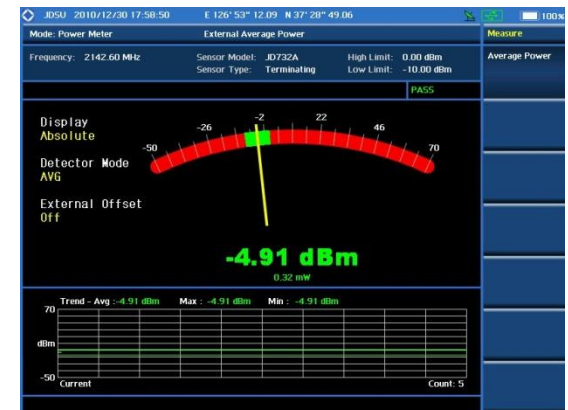 JDSU 2010/12/30 17:58:50 E 126° 53'' 12.09 N 37° 28'' 49.06 100%
Mode: Power Meter External Average Power Measure
Frequency: 2142.60 MHz Sensor Model: JD732A High Limit: 0.00 dBm Average Power
Sensor Type: Terminating Low Limit: -10.00 dBm
PASS
Display
Absolute
Detector Mode
AVG
External Offset
Off
-50 -26 -2 22 46 70
-4.91 dBm
0.32 mW
Trend - Avg :-4.91 dBm Max : -4.91 dBm Min : -4.91 dBm
70
dBm
-50
Current Count: 5